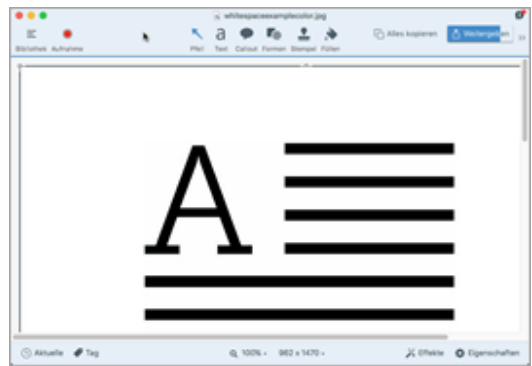 whitespaceexamplecolor.jpg
Bibliothek Aufnahme Pfeil Text Callout Formen Stempel Füllen Alles kopieren Weitergeben
A
Aktuelle Tag 100% 962 x 1470 Effekte Eigenschaften